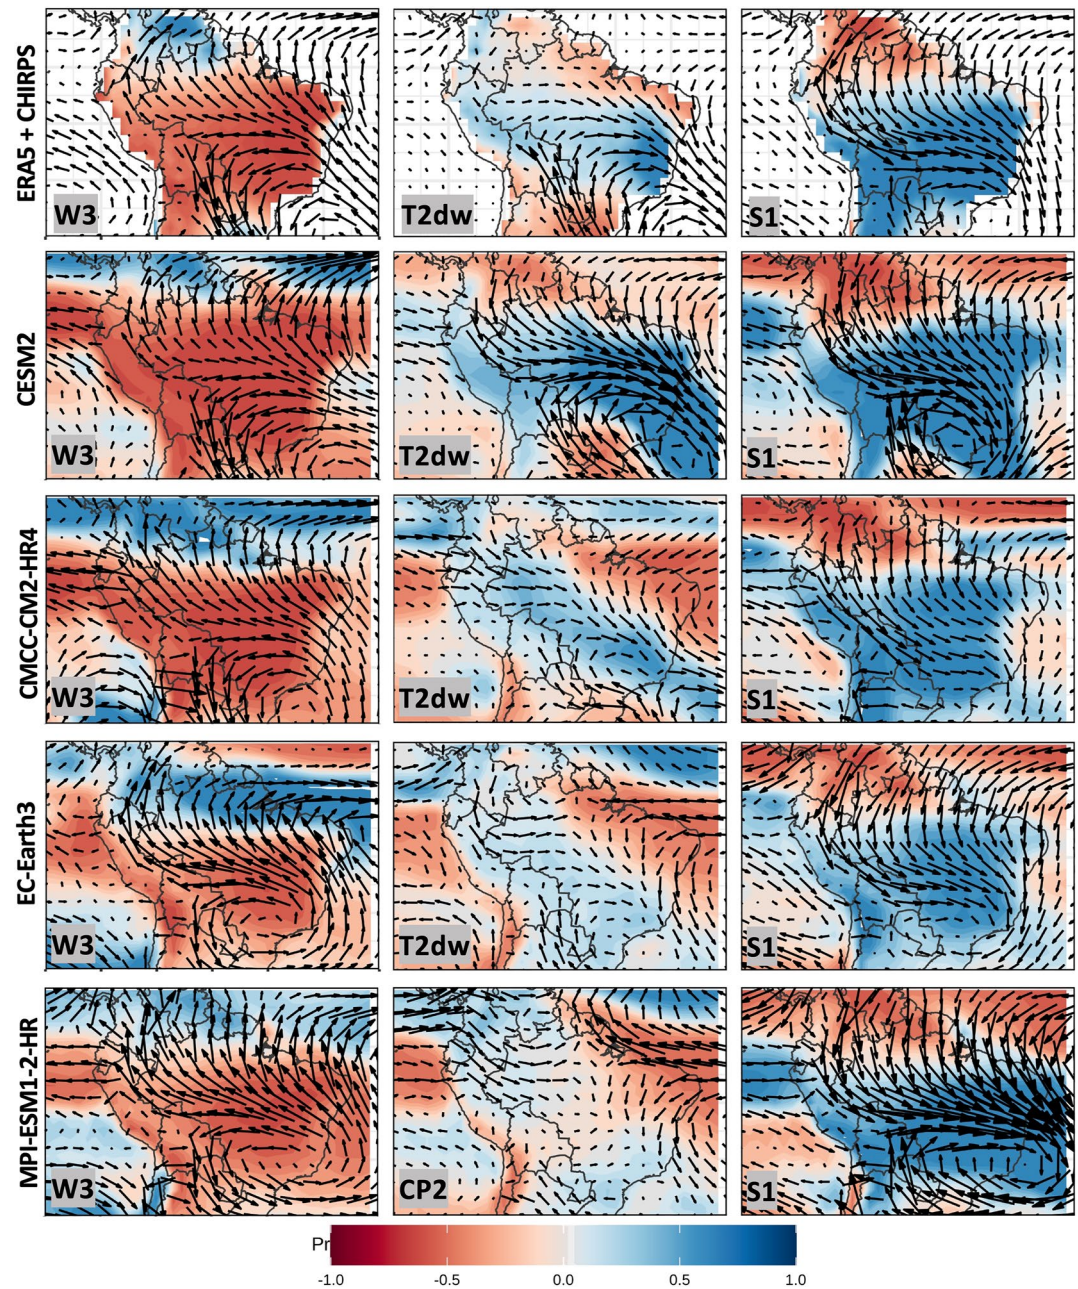 ERA5 + CHIRPS
W3
T2dw
S1
CESM2
W3
T2dw
S1
CMCC-CM2-HR4
W3
T2dw
S1
EC-Earth3
W3
T2dw
S1
MPI-ESM1-2-HR
W3
CP2
S1
Pr
-1.0 -0.5 0.0 0.5 1.0